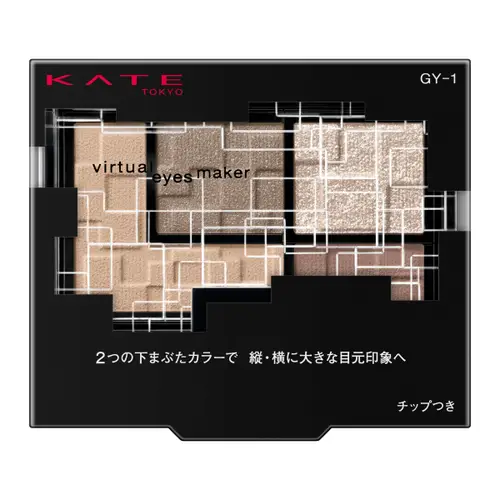 KATE
TOKYO
GY-1
virtual
eyes maker
2つの下まぶたカラーで 縦・横に大きな目元印象へ
チップつき